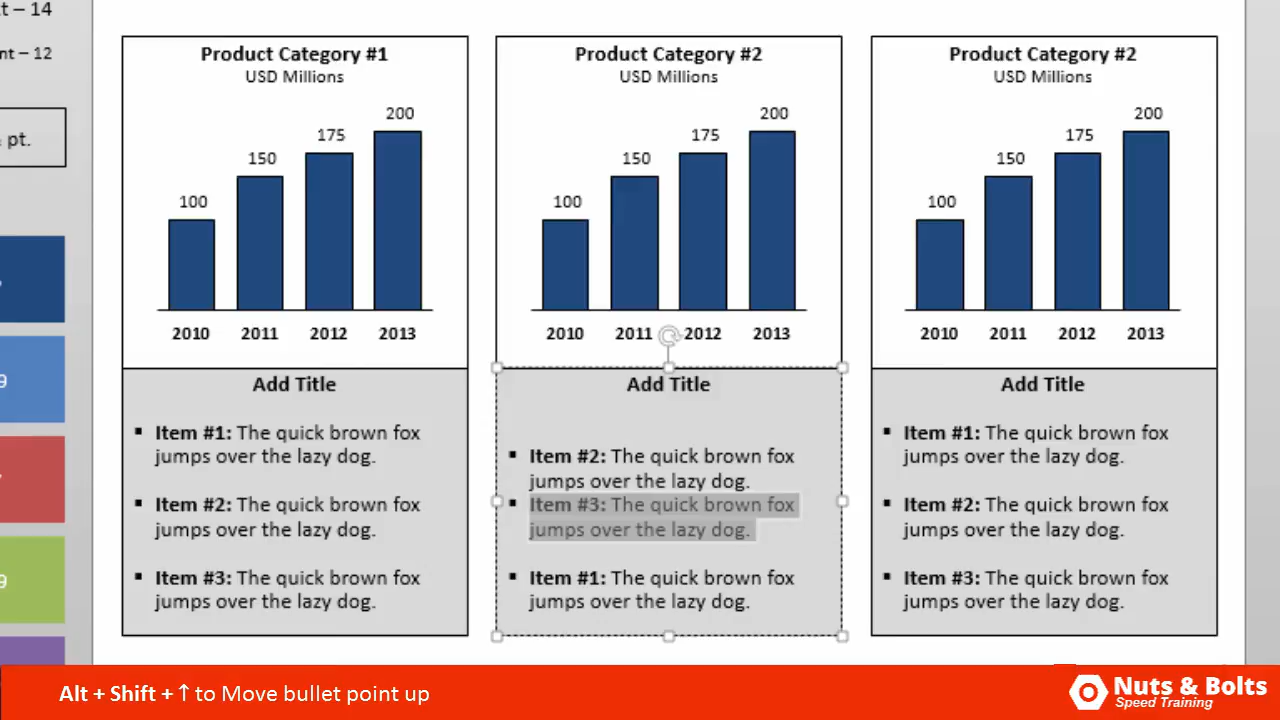 t – 14
nt – 12
pt.
9
9
Product Category #1
USD Millions
100
150
175
200
2010
2011
2012
2013
Add Title
▪ Item #1: The quick brown fox
jumps over the lazy dog.
▪ Item #2: The quick brown fox
jumps over the lazy dog.
▪ Item #3: The quick brown fox
jumps over the lazy dog.
Product Category #2
USD Millions
100
150
175
200
2010
2011
2012
2013
Add Title
▪ Item #2: The quick brown fox
jumps over the lazy dog.
▪ Item #3: The quick brown fox
jumps over the lazy dog.
▪ Item #1: The quick brown fox
jumps over the lazy dog.
Product Category #2
USD Millions
100
150
175
200
2010
2011
2012
2013
Add Title
▪ Item #1: The quick brown fox
jumps over the lazy dog.
▪ Item #2: The quick brown fox
jumps over the lazy dog.
▪ Item #3: The quick brown fox
jumps over the lazy dog.
Alt + Shift + ↑ to Move bullet point up
Nuts & Bolts
Speed Training